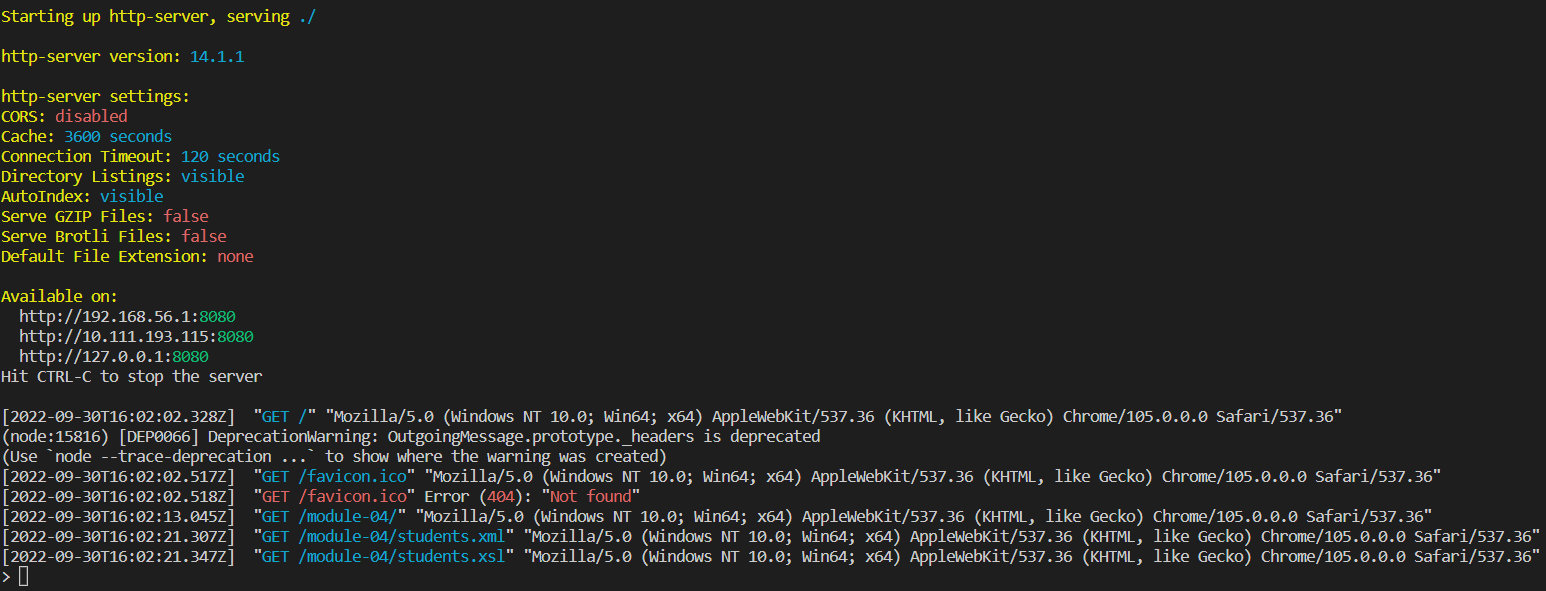 Starting up http-server, serving ./
http-server version: 14.1.1
http-server settings:
CORS: disabled
Cache: 3600 seconds
Connection Timeout: 120 seconds
Directory Listings: visible
AutoIndex: visible
Serve GZIP Files: false
Serve Brotli Files: false
Default File Extension: none
Available on:
  http://192.168.56.1:8080
  http://10.111.193.115:8080
  http://127.0.0.1:8080
Hit CTRL-C to stop the server
[2022-09-30T16:02:02.328Z]  "GET /" "Mozilla/5.0 (Windows NT 10.0; Win64; x64) AppleWebKit/537.36 (KHTML, like Gecko) Chrome/105.0.0.0 Safari/537.36"
(node:15816) [DEP0066] DeprecationWarning: OutgoingMessage.prototype._headers is deprecated
(Use `node --trace-deprecation ...` to show where the warning was created)
[2022-09-30T16:02:02.517Z]  "GET /favicon.ico" "Mozilla/5.0 (Windows NT 10.0; Win64; x64) AppleWebKit/537.36 (KHTML, like Gecko) Chrome/105.0.0.0 Safari/537.36"
[2022-09-30T16:02:02.518Z]  "GET /favicon.ico" Error (404): "Not found"
[2022-09-30T16:02:13.045Z]  "GET /module-04/" "Mozilla/5.0 (Windows NT 10.0; Win64; x64) AppleWebKit/537.36 (KHTML, like Gecko) Chrome/105.0.0.0 Safari/537.36"
[2022-09-30T16:02:21.307Z]  "GET /module-04/students.xml" "Mozilla/5.0 (Windows NT 10.0; Win64; x64) AppleWebKit/537.36 (KHTML, like Gecko) Chrome/105.0.0.0 Safari/537.36"
[2022-09-30T16:02:21.347Z]  "GET /module-04/students.xsl" "Mozilla/5.0 (Windows NT 10.0; Win64; x64) AppleWebKit/537.36 (KHTML, like Gecko) Chrome/105.0.0.0 Safari/537.36"
>